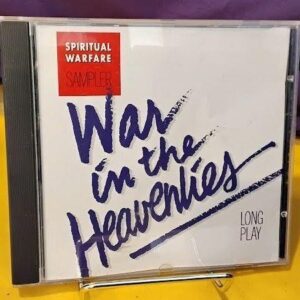 SPIRITUAL
WARFARE
SAMPLER
War
in the
Heavenlies
LONG
PLAY